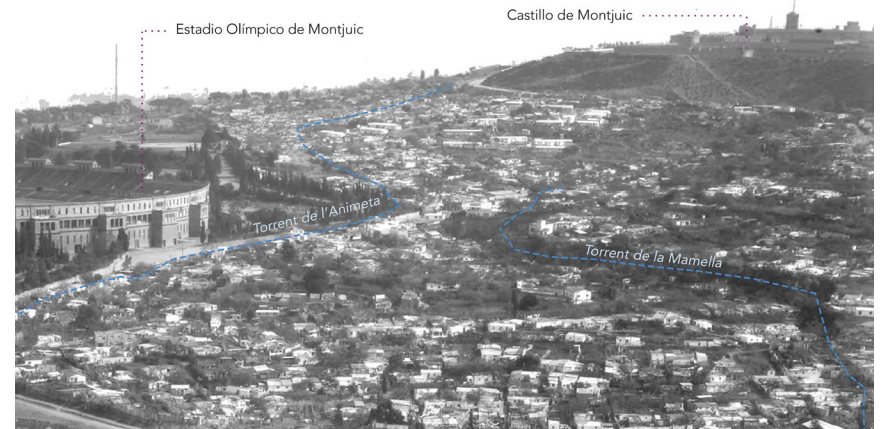 Castillo de Montjuic
Estadio Olímpico de Montjuic
Torrent de l'Animeta
Torrent de la Mamella